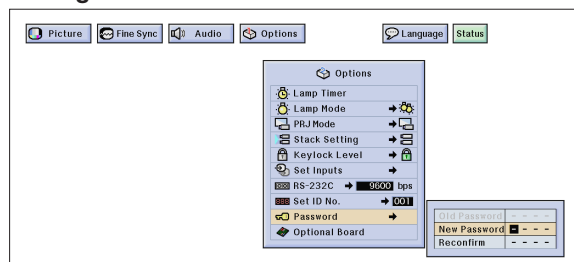 Picture Fine Sync Audio Options Language Status
Options
Lamp Timer
Lamp Mode
PRJ Mode
Stack Setting
Keylock Level
Set Inputs
RS-232C 9600 bps
Set ID No. 001
Password
Optional Board
Old Password - - - -
New Password - - - -
Reconfirm - - - -